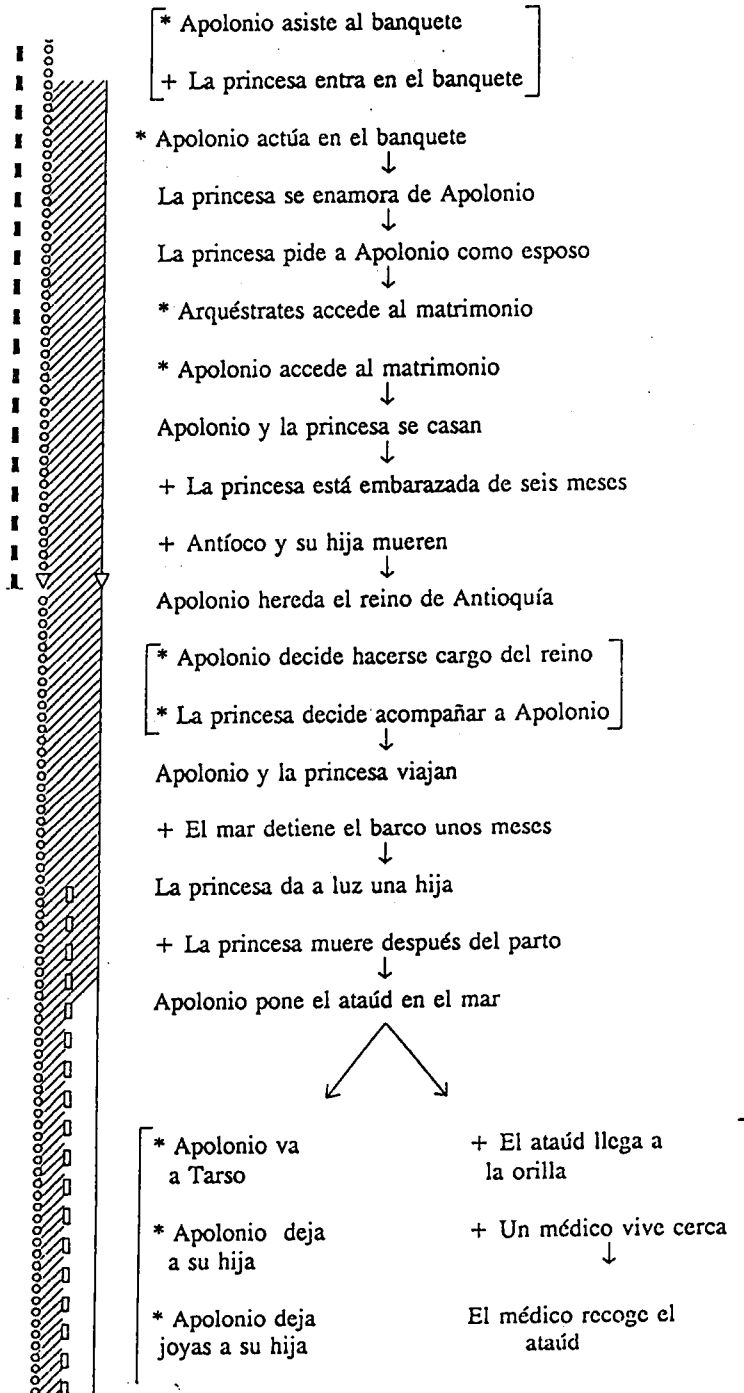 * Apolonio asiste al banquete
+ La princesa entra en el banquete
* Apolonio actúa en el banquete
↓
La princesa se enamora de Apolonio
↓
La princesa pide a Apolonio como esposo
↓
* Arquéstrates accede al matrimonio
* Apolonio accede al matrimonio
↓
Apolonio y la princesa se casan
↓
+ La princesa está embarazada de seis meses
+ Antíoco y su hija mueren
↓
Apolonio hereda el reino de Antioquía
* Apolonio decide hacerse cargo del reino
* La princesa decide acompañar a Apolonio
↓
Apolonio y la princesa viajan
+ El mar detiene el barco unos meses
↓
La princesa da a luz una hija
+ La princesa muere después del parto
↓
Apolonio pone el ataúd en el mar
* Apolonio va
a Tarso
* Apolonio deja
a su hija
* Apolonio deja
joyas a su hija
+ El ataúd llega a
la orilla
+ Un médico vive cerca
↓
El médico recoge el
ataúd